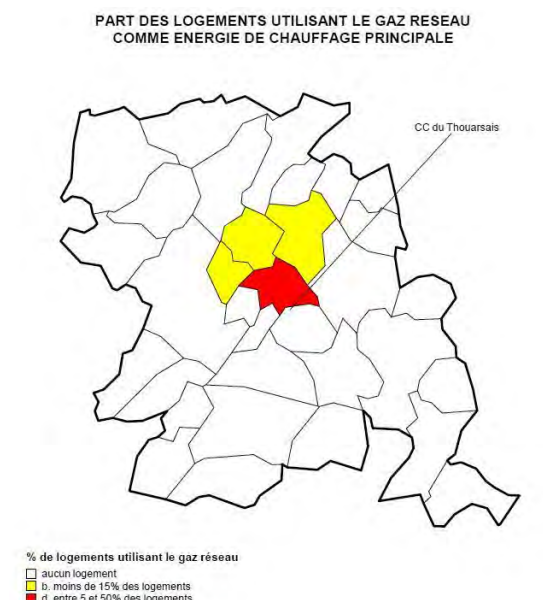 PART DES LOGEMENTS UTILISANT LE GAZ RESEAU
COMME ENERGIE DE CHAUFFAGE PRINCIPALE
CC du Thouarsais
% de logements utilisant le gaz réseau
aucun logement
b. moins de 15% des logements
d. entre 5 et 50% des logements